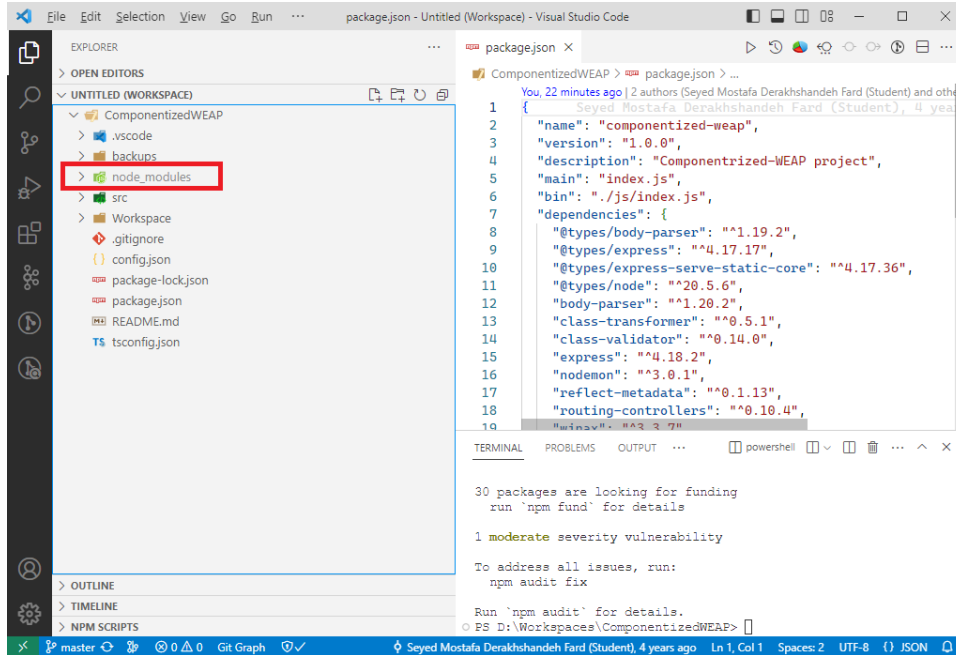 File Edit Selection View Go Run ··· package.json - Untitled (Workspace) - Visual Studio Code
EXPLORER ···
OPEN EDITORS
UNTITLED (WORKSPACE)
ComponentizedWEAP
.vscode
backups
node_modules
src
Workspace
.gitignore
{} config.json
package-lock.json
package.json
README.md
TS tsconfig.json
OUTLINE
TIMELINE
NPM SCRIPTS
package.json
ComponentizedWEAP > package.json > ...
You, 22 minutes ago | 2 authors (Seyed Mostafa Derakhshandeh Fard (Student) and othe
1 { Seyed Mostafa Derakhshandeh Fard (Student), 4 yea
2 "name": "componentized-weap",
3 "version": "1.0.0",
4 "description": "Componentrized-WEAP project",
5 "main": "index.js",
6 "bin": "./js/index.js",
7 "dependencies": {
8 "@types/body-parser": "^1.19.2",
9 "@types/express": "^4.17.17",
10 "@types/express-serve-static-core": "^4.17.36",
11 "@types/node": "^20.5.6",
12 "body-parser": "^1.20.2",
13 "class-transformer": "^0.5.1",
14 "class-validator": "^0.14.0",
15 "express": "^4.18.2",
16 "nodemon": "^3.0.1",
17 "reflect-metadata": "^0.1.13",
18 "routing-controllers": "^0.10.4",
19 "winax": "^3.3.7"
TERMINAL PROBLEMS OUTPUT ··· powershell
30 packages are looking for funding
run `npm fund` for details
1 moderate severity vulnerability
To address all issues, run:
npm audit fix
Run `npm audit` for details.
PS D:\Workspaces\ComponentizedWEAP>
master 0 0 Git Graph Seyed Mostafa Derakhshandeh Fard (Student), 4 years ago Ln 1, Col 1 Spaces: 2 UTF-8 {} JSON